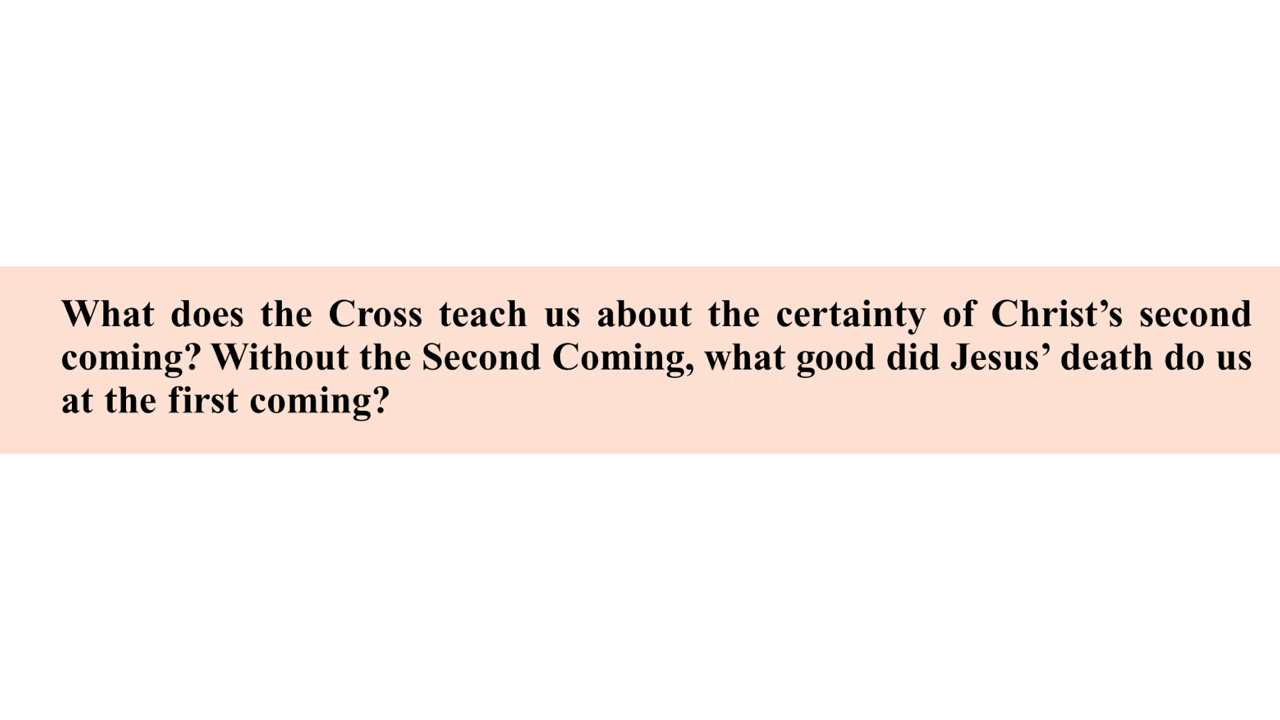 What does the Cross teach us about the certainty of Christ’s second
coming? Without the Second Coming, what good did Jesus’ death do us
at the first coming?